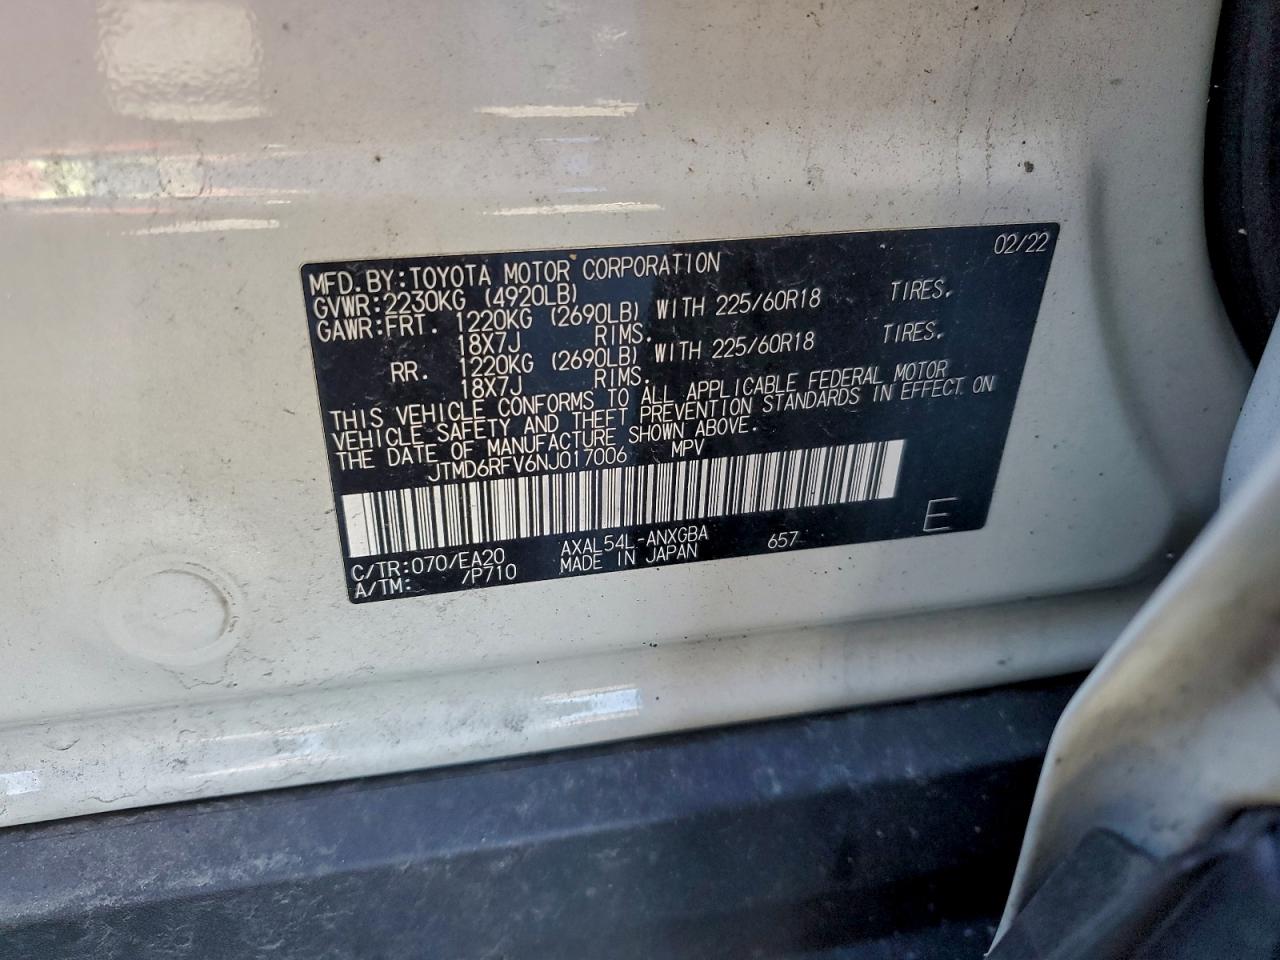 02/22
MFD.BY:TOYOTA MOTOR CORPORATION
GVWR:2230KG (4920LB)
GAWR:FRT. 1220KG (2690LB) WITH 225/60R18 TIRES.
18X7J RIMS.
RR. 1220KG (2690LB) WITH 225/60R18 TIRES.
18X7J RIMS.
THIS VEHICLE CONFORMS TO ALL APPLICABLE FEDERAL MOTOR
VEHICLE SAFETY AND THEFT PREVENTION STANDARDS IN EFFECT ON
THE DATE OF MANUFACTURE SHOWN ABOVE.
JTMD6RFV6NJ017006 MPV
C/TR:070/EA20 AXAL54L-ANXGBA 657 E
A/TM: /P710 MADE IN JAPAN